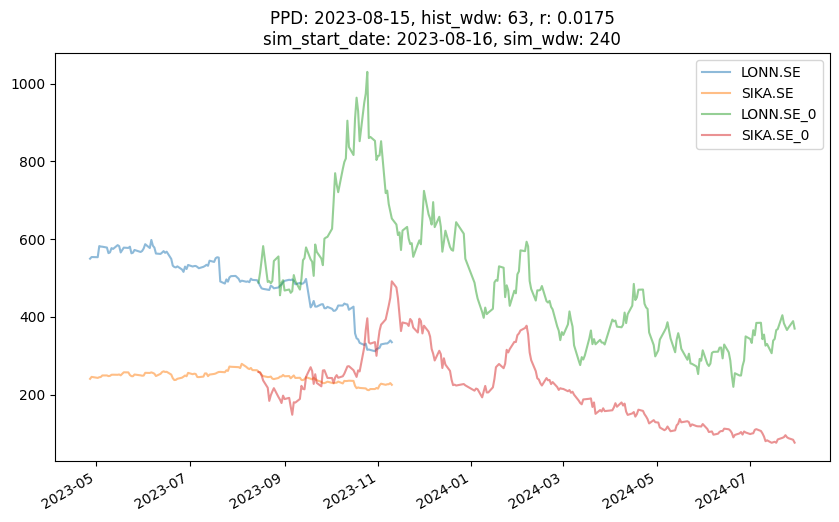 PPD: 2023-08-15, hist_wdw: 63, r: 0.0175
sim_start_date: 2023-08-16, sim_wdw: 240
LONN.SE
SIKA.SE
LONN.SE_0
SIKA.SE_0
1000
800
600
400
200
2023-05
2023-07
2023-09
2023-11
2024-01
2024-03
2024-05
2024-07